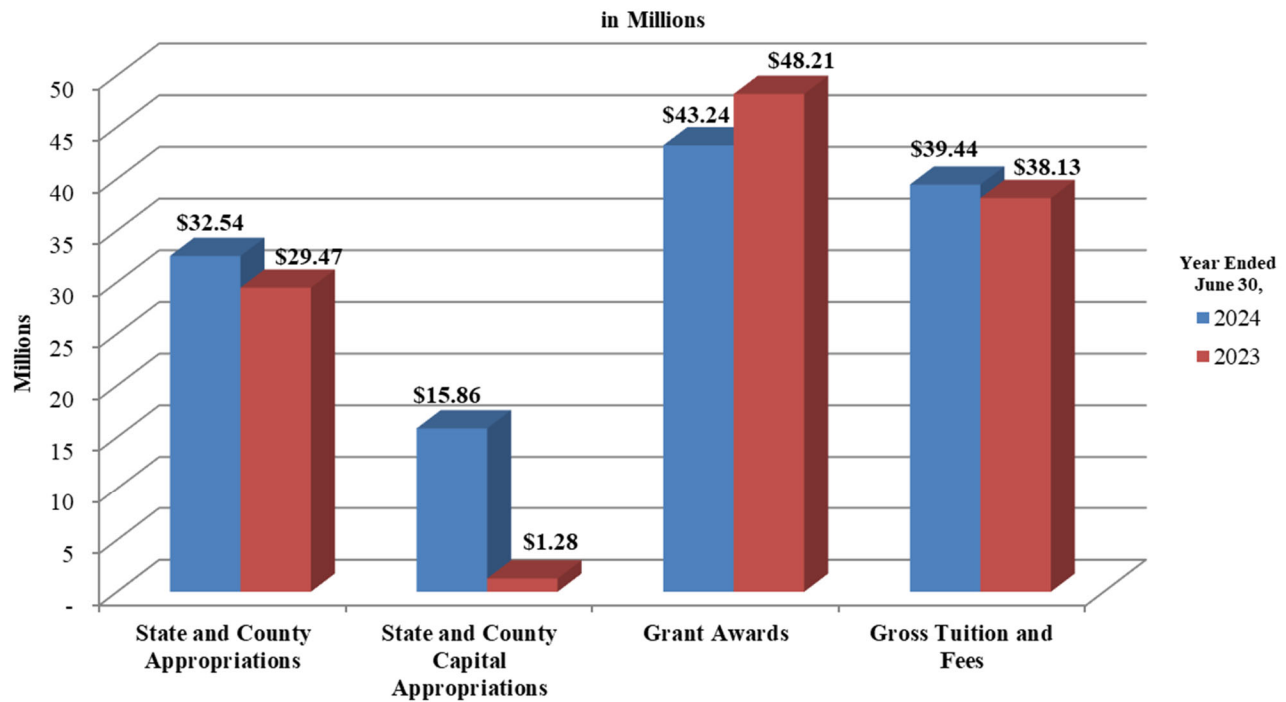 in Millions
$48.21
$43.24
$39.44
$38.13
$32.54
$29.47
$15.86
$1.28
50
45
40
35
30
25
20
15
10
5
-
Millions
State and County
Appropriations
State and County
Capital
Appropriations
Grant Awards
Gross Tuition and
Fees
Year Ended
June 30,
2024
2023